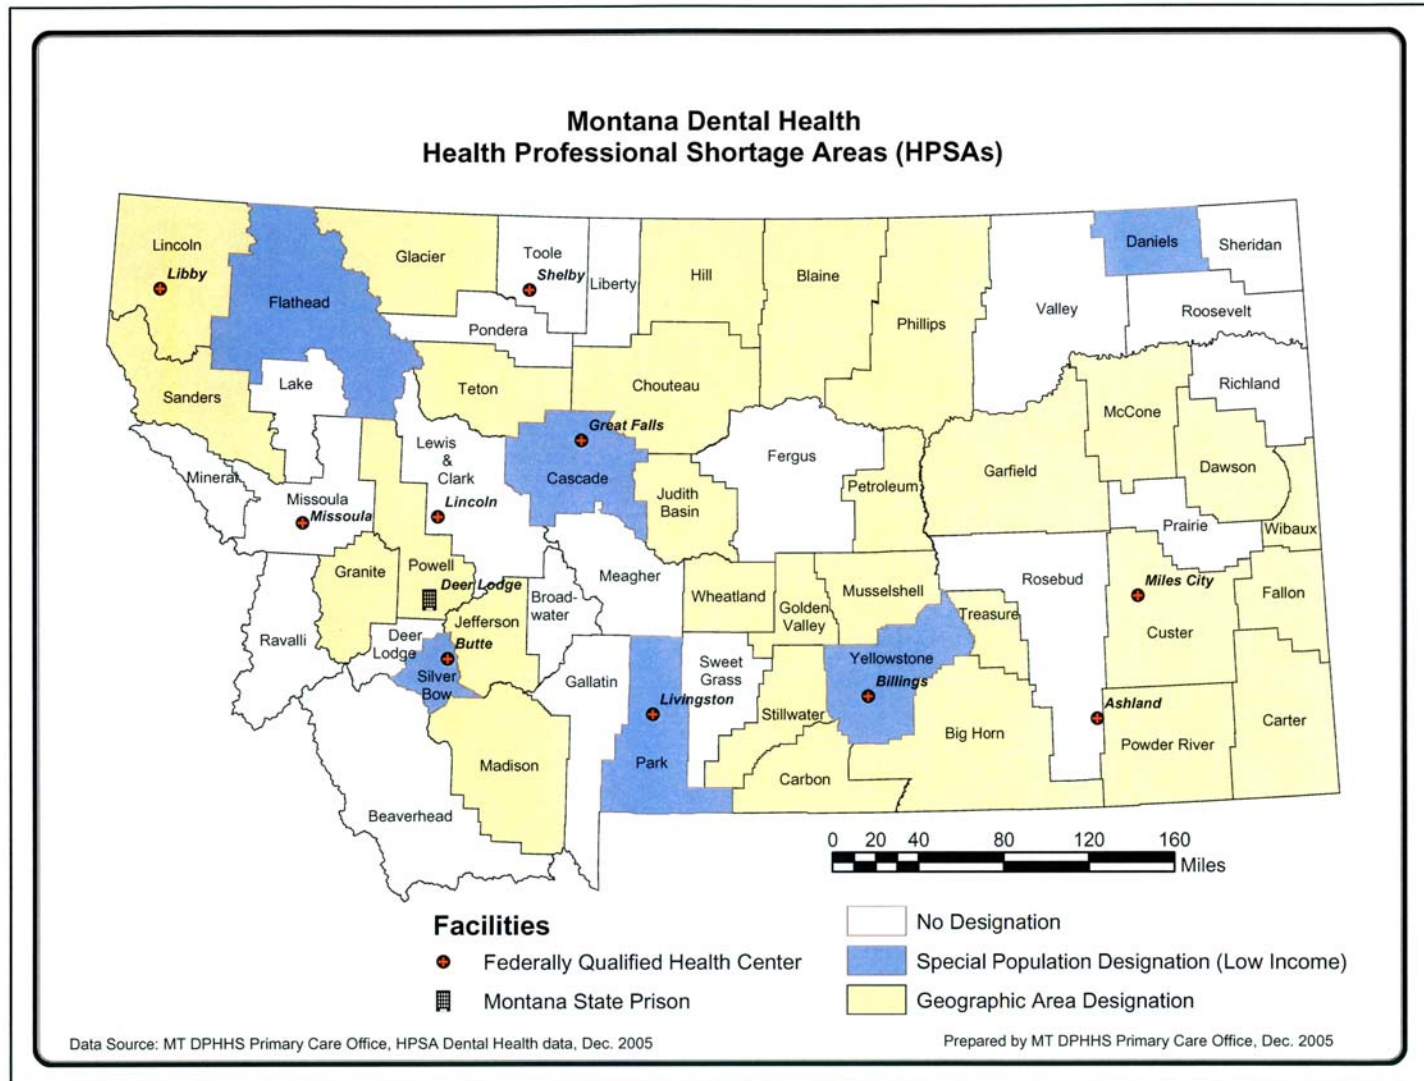 Montana Dental Health
Health Professional Shortage Areas (HPSAs)
Lincoln
Libby
Flathead
Glacier
Toole
Shelby
Liberty
Hill
Blaine
Phillips
Valley
Daniels
Sheridan
Roosevelt
Pondera
Richland
Sanders
Lake
Teton
Chouteau
McCone
Great Falls
Lewis
&
Clark
Fergus
Garfield
Dawson
Mineral
Cascade
Judith
Basin
Petroleum
Missoula
Missoula
Lincoln
Prairie
Wibaux
Granite
Powell
Deer Lodge
Meagher
Rosebud
Miles City
Fallon
Broad-
water
Wheatland
Golden
Valley
Musselshell
Treasure
Custer
Ravalli
Deer
Lodge
Jefferson
Butte
Silver
Bow
Gallatin
Sweet
Grass
Yellowstone
Billings
Livingston
Stillwater
Ashland
Big Horn
Powder River
Carter
Madison
Park
Carbon
Beaverhead
0 20 40 80 120 160
Miles
Facilities
Federally Qualified Health Center
Montana State Prison
No Designation
Special Population Designation (Low Income)
Geographic Area Designation
Data Source: MT DPHHS Primary Care Office, HPSA Dental Health data, Dec. 2005
Prepared by MT DPHHS Primary Care Office, Dec. 2005